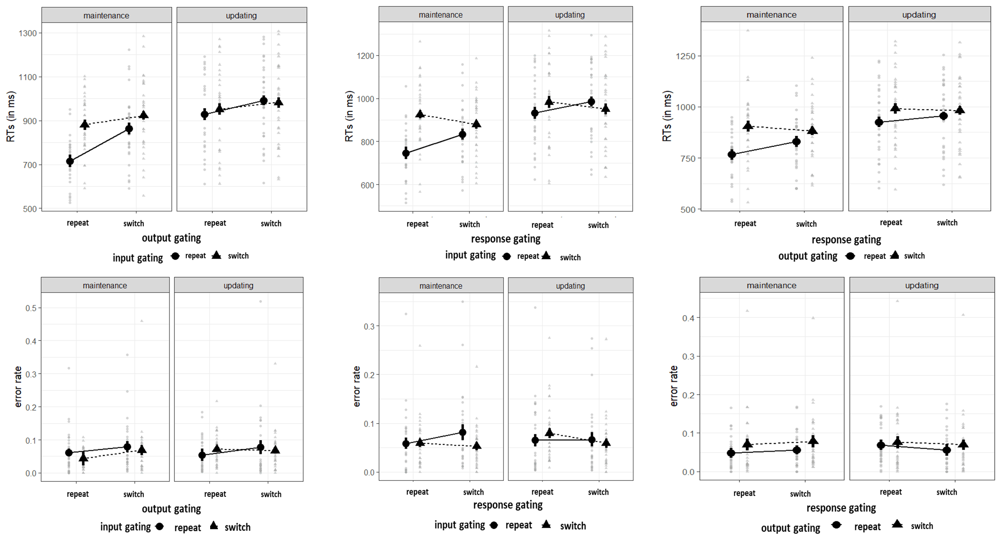 maintenance updating
1300
1100
900
700
500
RTs (in ms)
repeat switch repeat switch
output gating
input gating repeat switch
maintenance updating
1200
1000
800
600
RTs (in ms)
repeat switch repeat switch
response gating
input gating repeat switch
maintenance updating
1250
1000
750
500
RTs (in ms)
repeat switch repeat switch
response gating
output gating repeat switch
maintenance updating
0.5
0.4
0.3
0.2
0.1
0.0
error rate
repeat switch repeat switch
output gating
input gating repeat switch
maintenance updating
0.3
0.2
0.1
0.0
error rate
repeat switch repeat switch
response gating
input gating repeat switch
maintenance updating
0.4
0.3
0.2
0.1
0.0
error rate
repeat switch repeat switch
response gating
output gating repeat switch